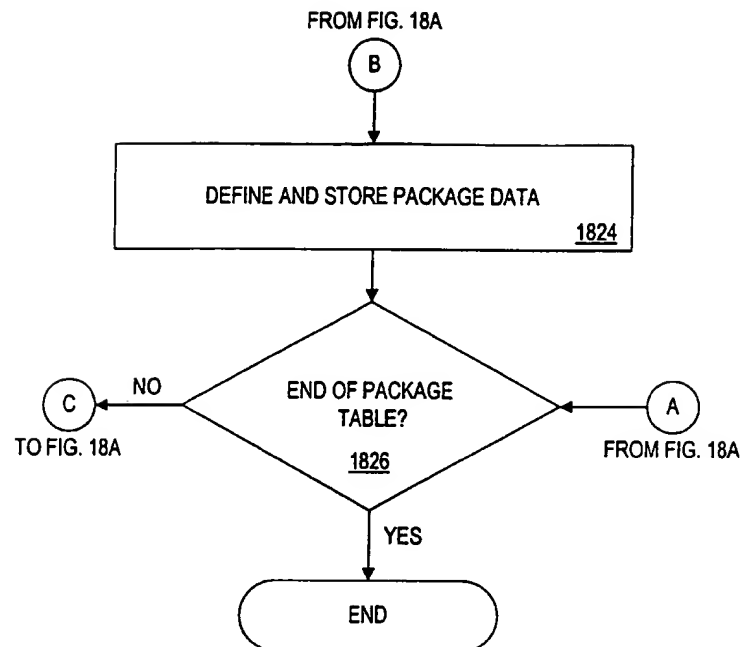 FROM FIG. 18A
B
DEFINE AND STORE PACKAGE DATA
1824
NO
END OF PACKAGE
TABLE?
1826
C
TO FIG. 18A
A
FROM FIG. 18A
YES
END